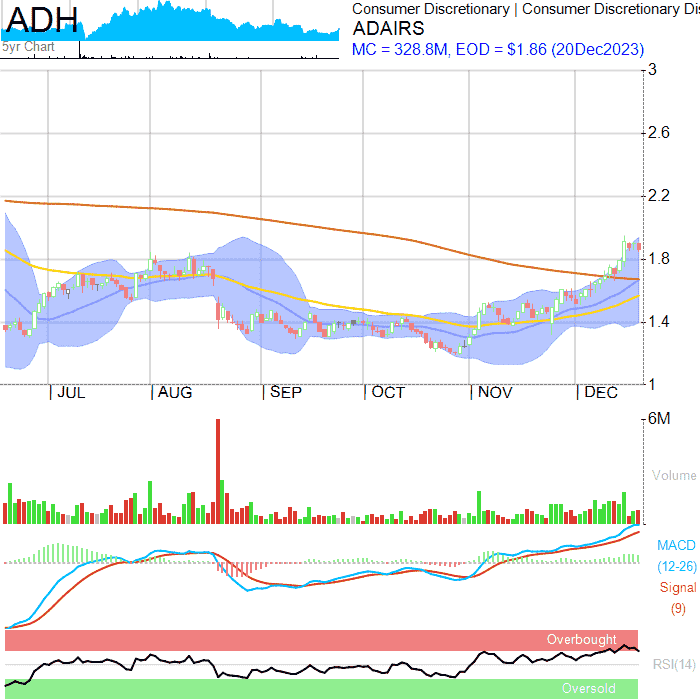 ADH
5yr Chart
Consumer Discretionary | Consumer Discretionary Dis
ADAIRS
MC = 328.8M, EOD = $1.86 (20Dec2023)
3
2.6
2.2
1.8
1.4
1
JUL AUG SEP OCT NOV DEC
6M
Volume
MACD
(12-26)
Signal
(9)
Overbought
RSI(14)
Oversold